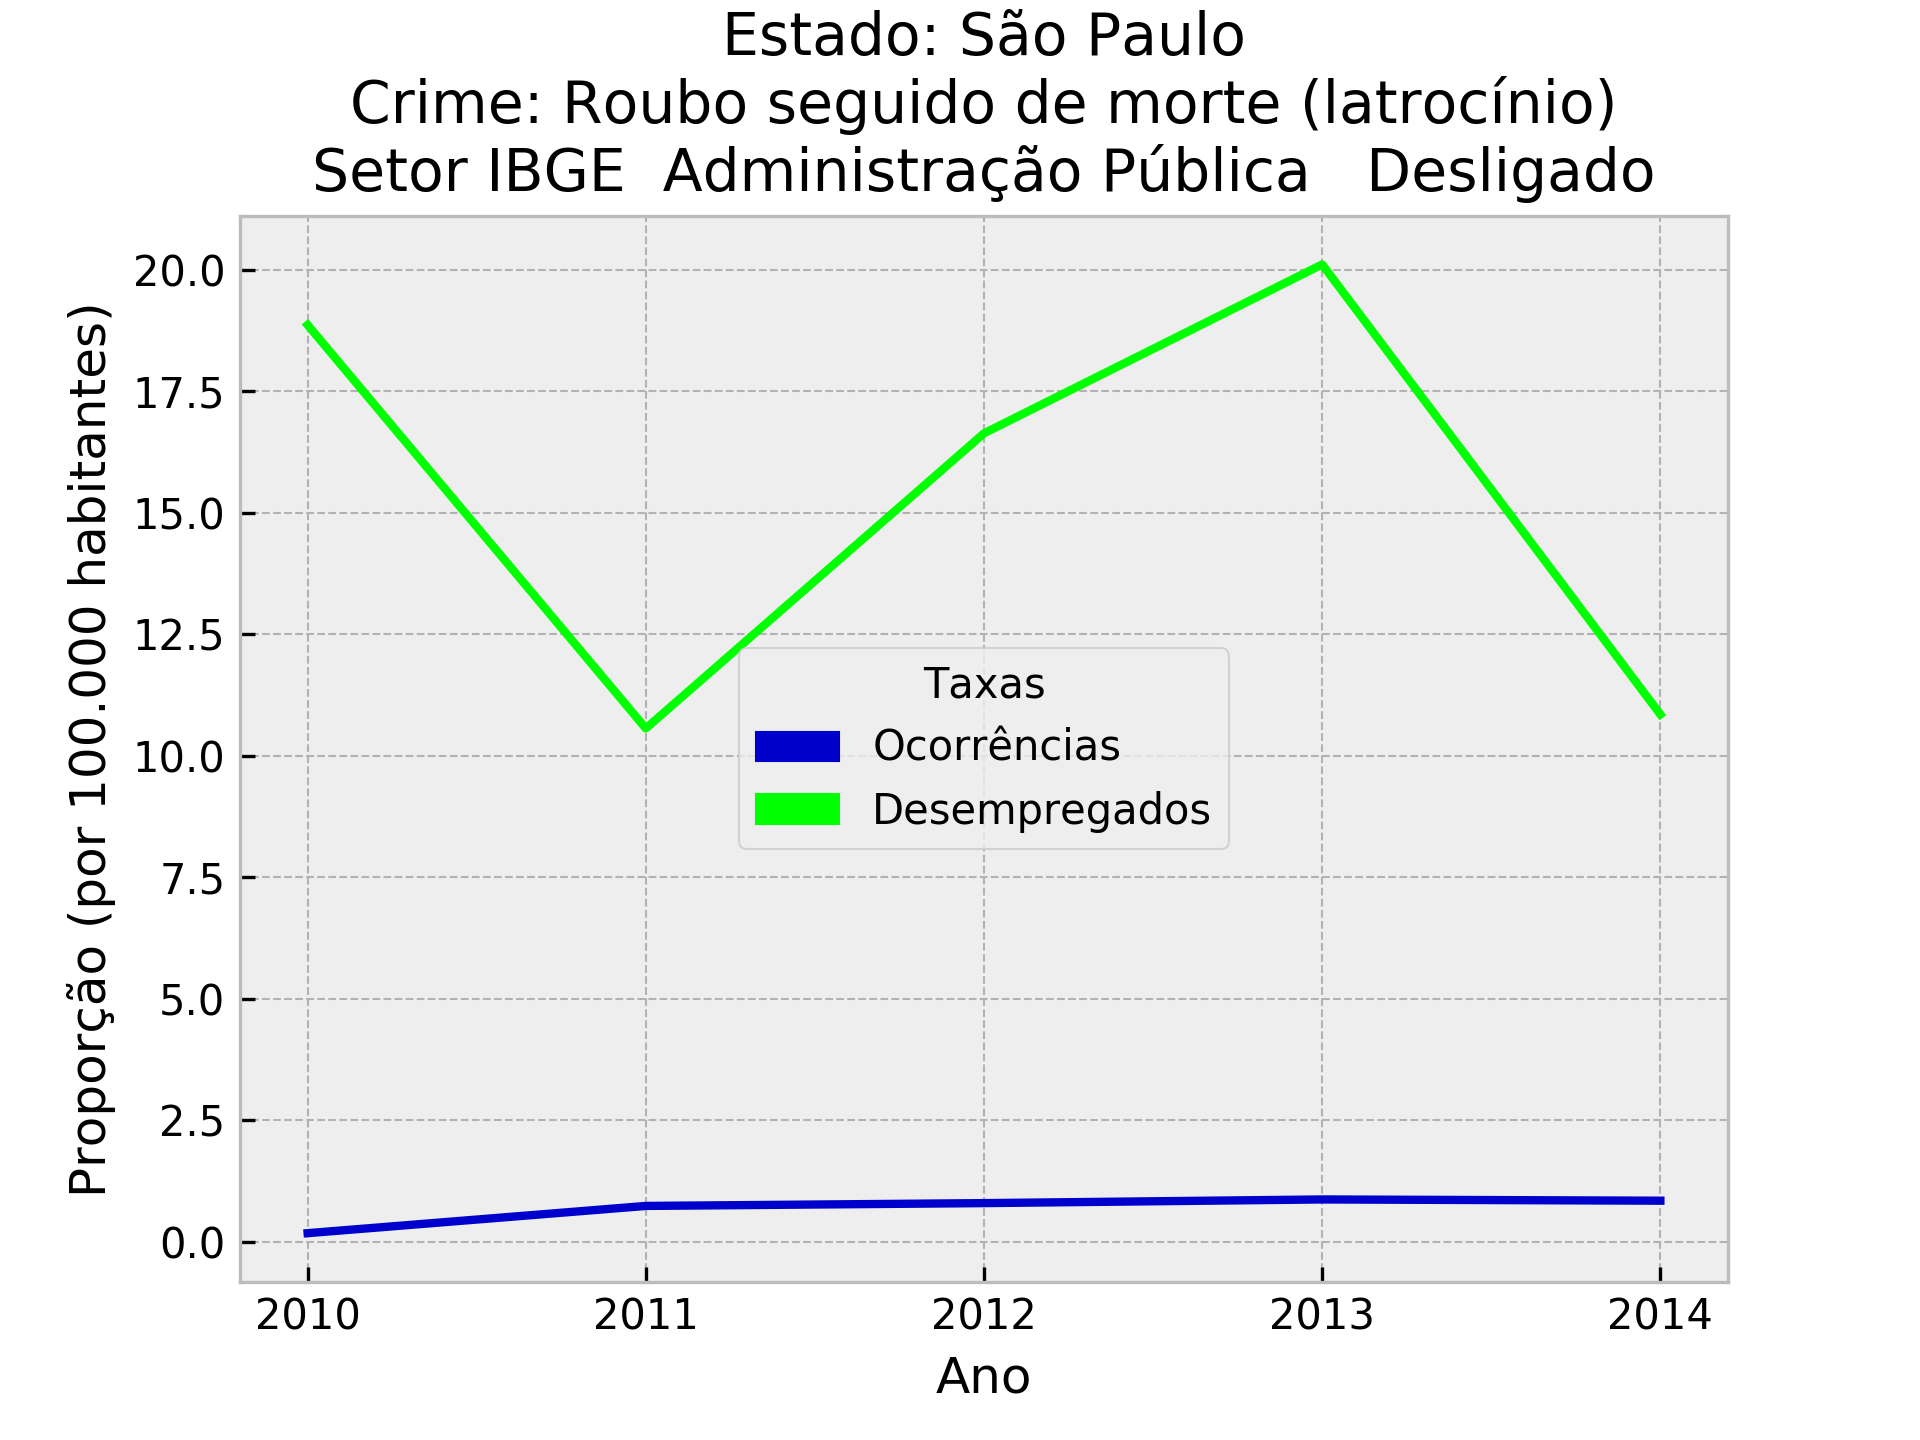 Estado: São Paulo
Crime: Roubo seguido de morte (latrocínio)
Setor IBGE  Administração Pública   Desligado
Proporção (por 100.000 habitantes)
20.0
17.5
15.0
12.5
10.0
7.5
5.0
2.5
0.0
Taxas
Ocorrências
Desempregados
2010 2011 2012 2013 2014
Ano